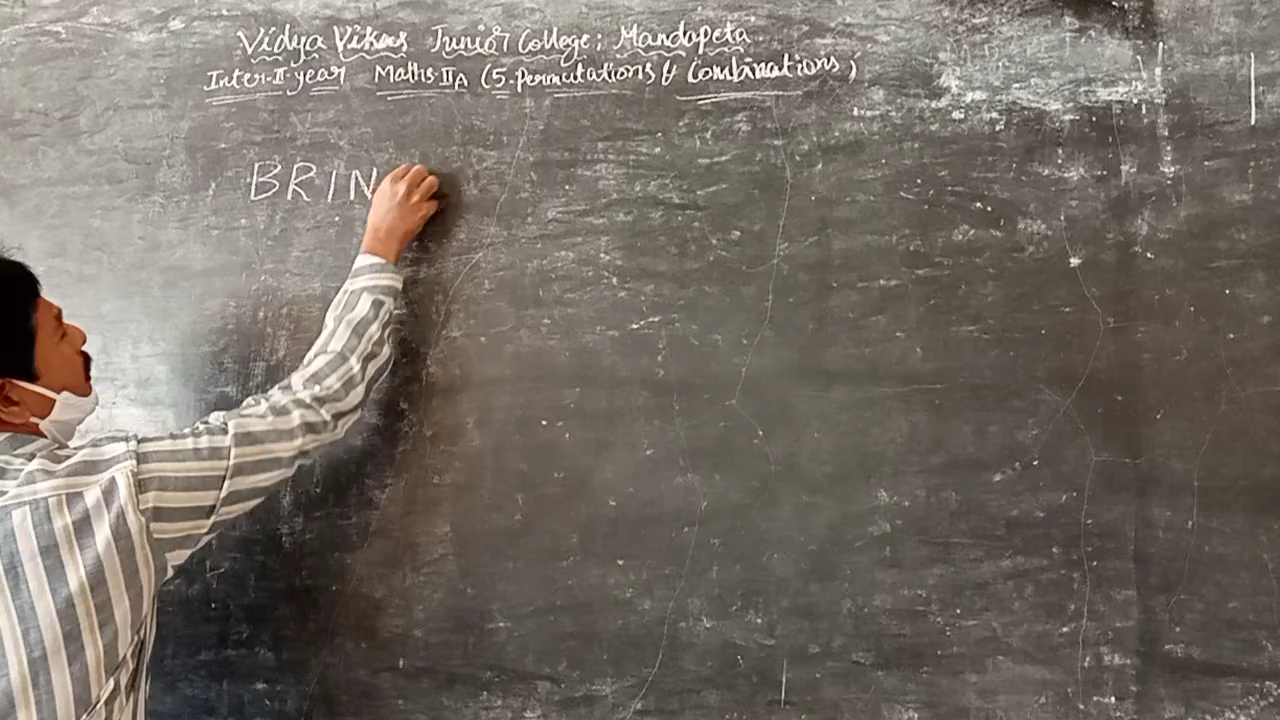 Vidya Vikas Junior College; Mandapeta.
Inter-II year Maths IIA (5. Permutations & Combinations)
BRIN